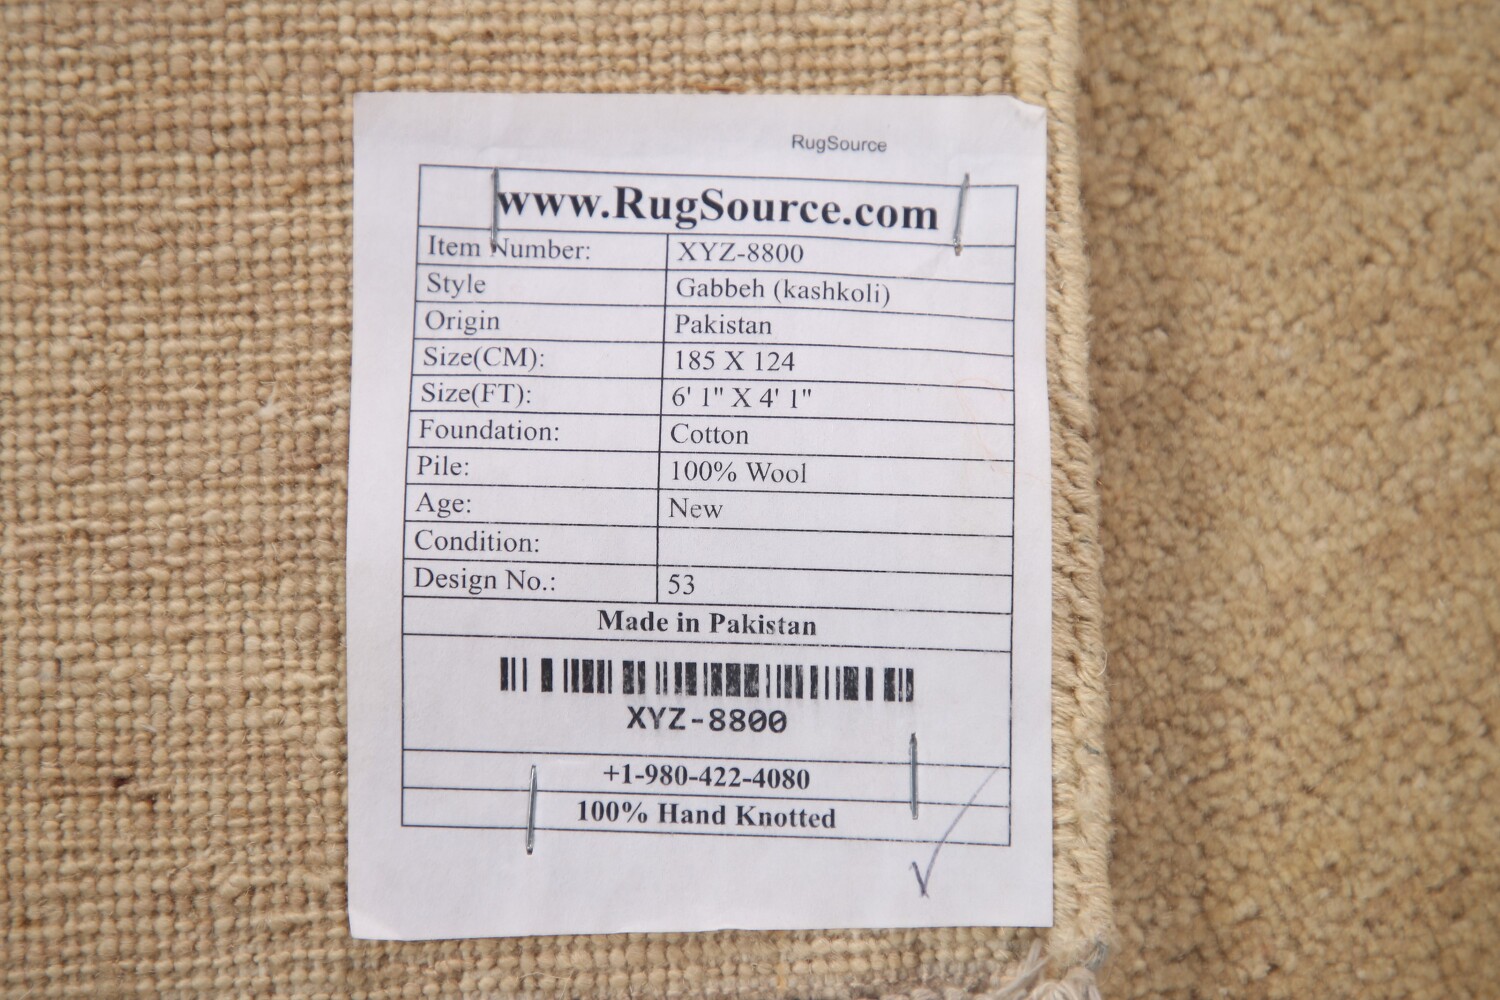 RugSource
www.RugSource.com
Item Number: XYZ-8800
Style Gabbeh (kashkoli)
Origin Pakistan
Size(CM): 185 X 124
Size(FT): 6' 1" X 4' 1"
Foundation: Cotton
Pile: 100% Wool
Age: New
Condition:
Design No.: 53
Made in Pakistan
XYZ-8800
+1-980-422-4080
100% Hand Knotted